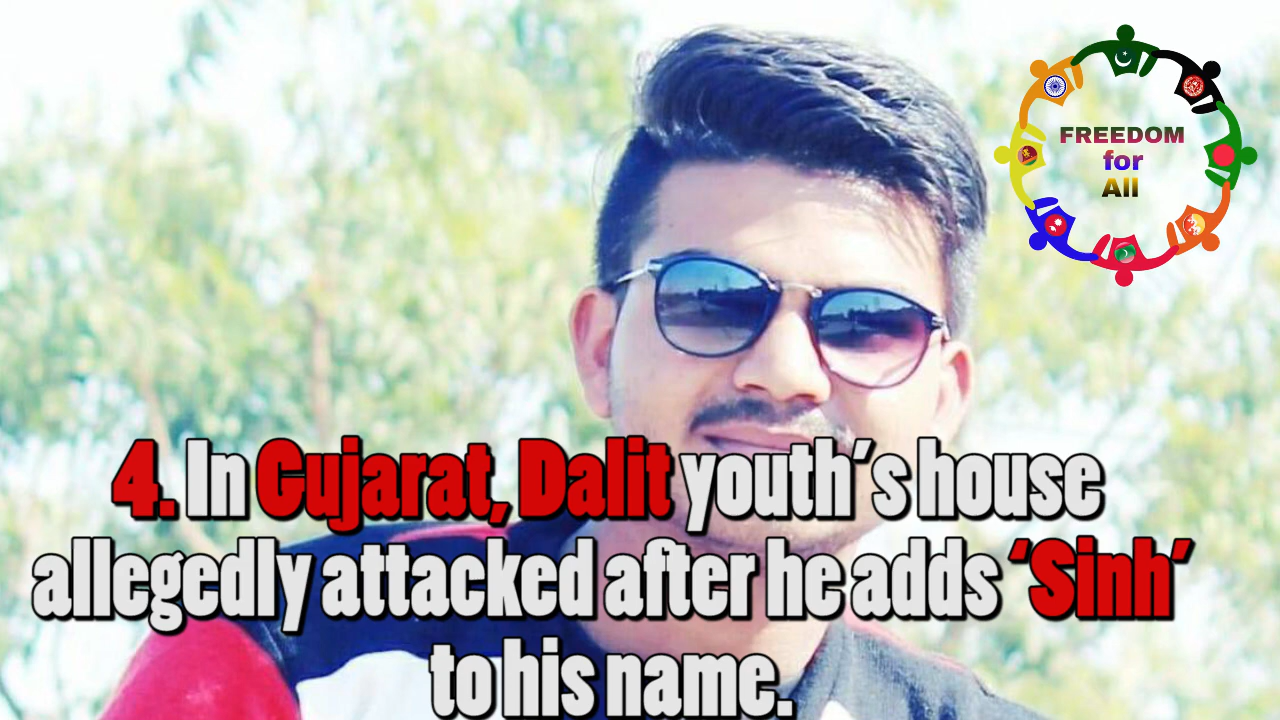 FREEDOM
for
All
4. In Gujarat, Dalit youth's house
allegedly attacked after he adds 'Sinh'
to his name.